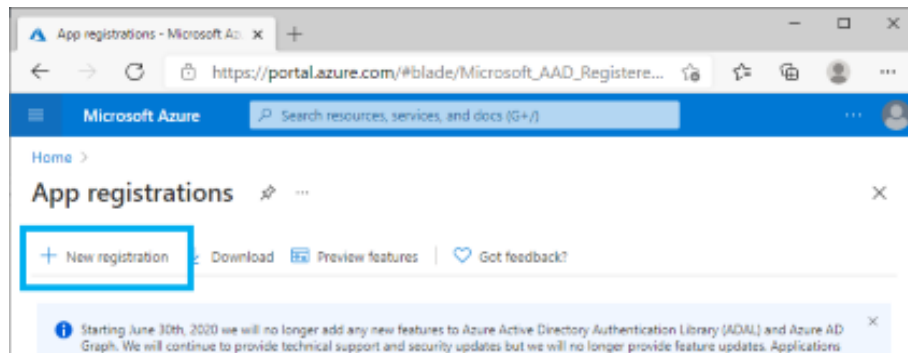 App registrations - Microsoft Az
https://portal.azure.com/#blade/Microsoft_AAD_Registere...
Microsoft Azure
Search resources, services, and docs (G+/)
Home >
App registrations
New registration
Download
Preview features
Got feedback?
Starting June 30th, 2020 we will no longer add any new features to Azure Active Directory Authentication Library (ADAL) and Azure AD
Graph. We will continue to provide technical support and security updates but we will no longer provide feature updates. Applications